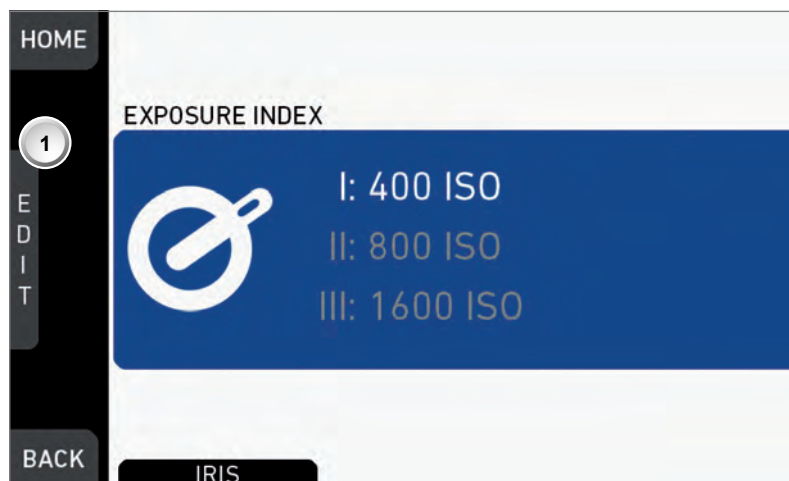 HOME
EXPOSURE INDEX
1
I: 400 ISO
E
D
I
T
II: 800 ISO
III: 1600 ISO
BACK
IRIS